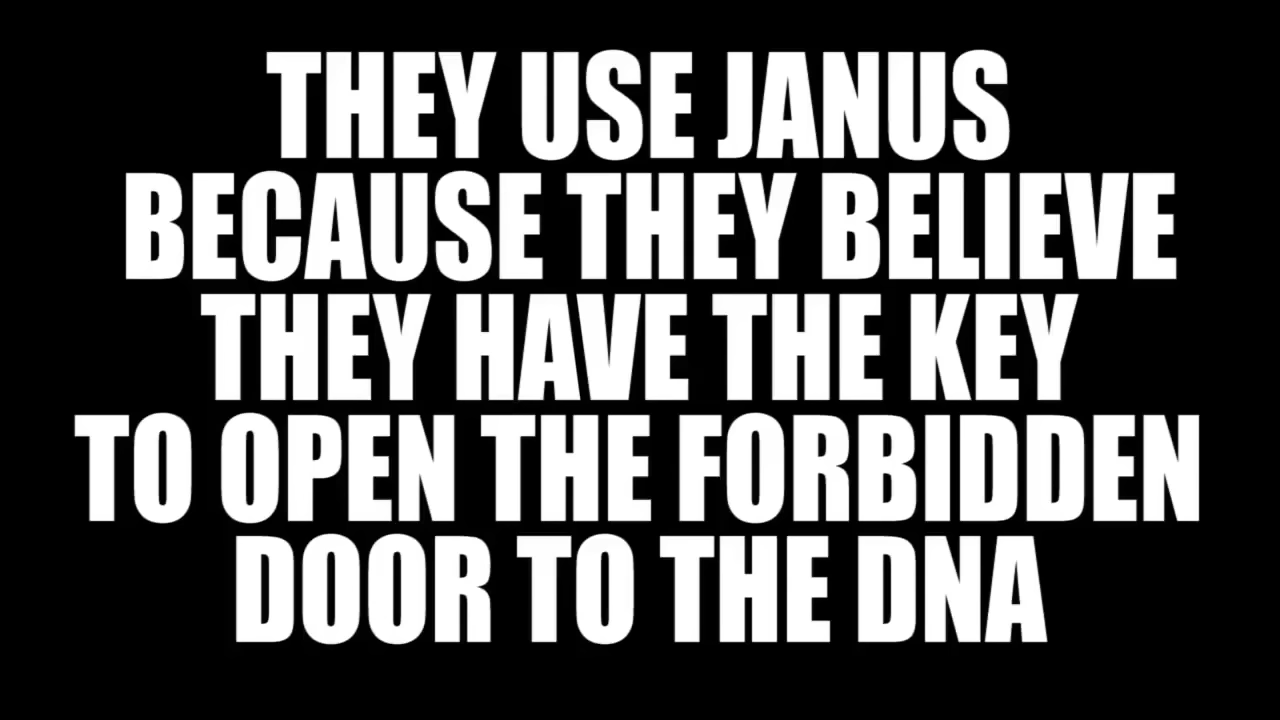 THEY USE JANUS
BECAUSE THEY BELIEVE
THEY HAVE THE KEY
TO OPEN THE FORBIDDEN
DOOR TO THE DNA